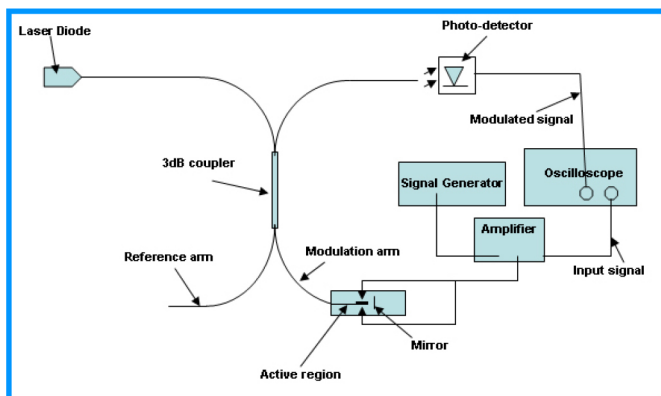 Laser Diode
Photo-detector
Modulated signal
3dB coupler
Signal Generator
Oscilloscope
Amplifier
Reference arm
Modulation arm
Input signal
Mirror
Active region